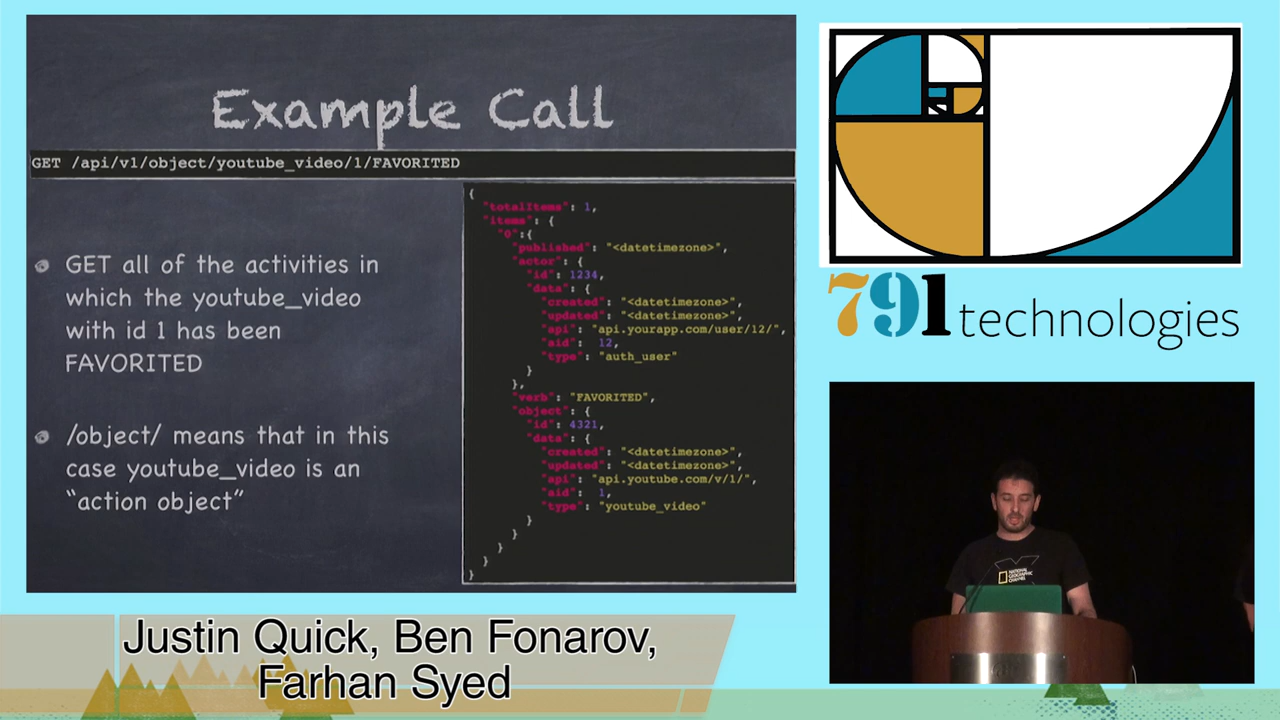 Example Call
GET /api/v1/object/youtube_video/1/FAVORITED
GET all of the activities in
which the youtube_video
with id 1 has been
FAVORITED
/object/ means that in this
case youtube_video is an
"action object"
{
"totalItems": 1,
"items": {
"0":{
"published": "<datetimezone>",
"actor": {
"id": 1234,
"data": {
"created": "<datetimezone>",
"updated": "<datetimezone>",
"api": "api.yourapp.com/user/12/",
"aid": 12,
"type": "auth_user"
}
},
"verb": "FAVORITED",
"object": {
"id": 4321,
"data": {
"created": "<datetimezone>",
"updated": "<datetimezone>",
"api": "api.youtube.com/v/1/",
"aid": 1,
"type": "youtube_video"
}
}
}
}
}
791 technologies
NATIONAL
GEOGRAPHIC
CHANNEL
Justin Quick, Ben Fonarov,
Farhan Syed